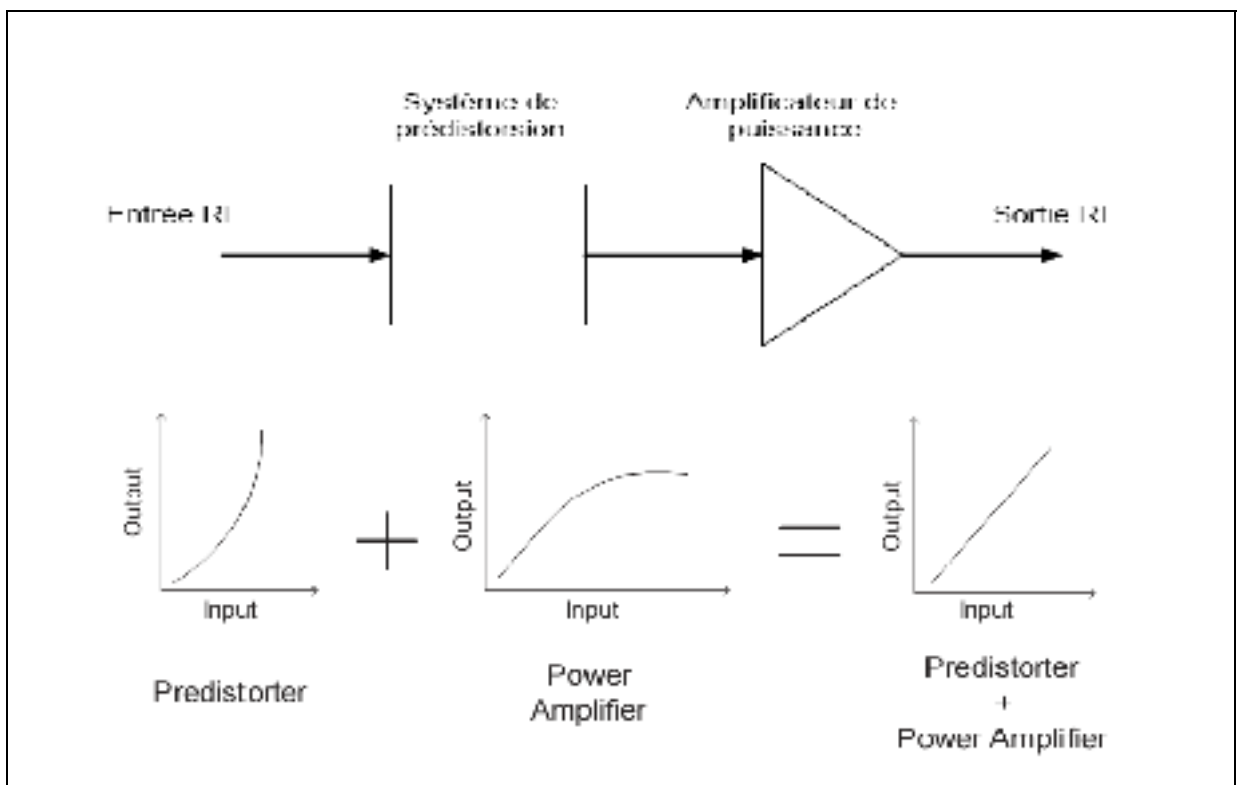 Système de
prédistorsion
Amplificateur de
puissance
Entrée RF
Sortie RF
Output
Input
Predistorter
+
Output
Input
Power
Amplifier
=
Output
Input
Predistorter
+
Power Amplifier